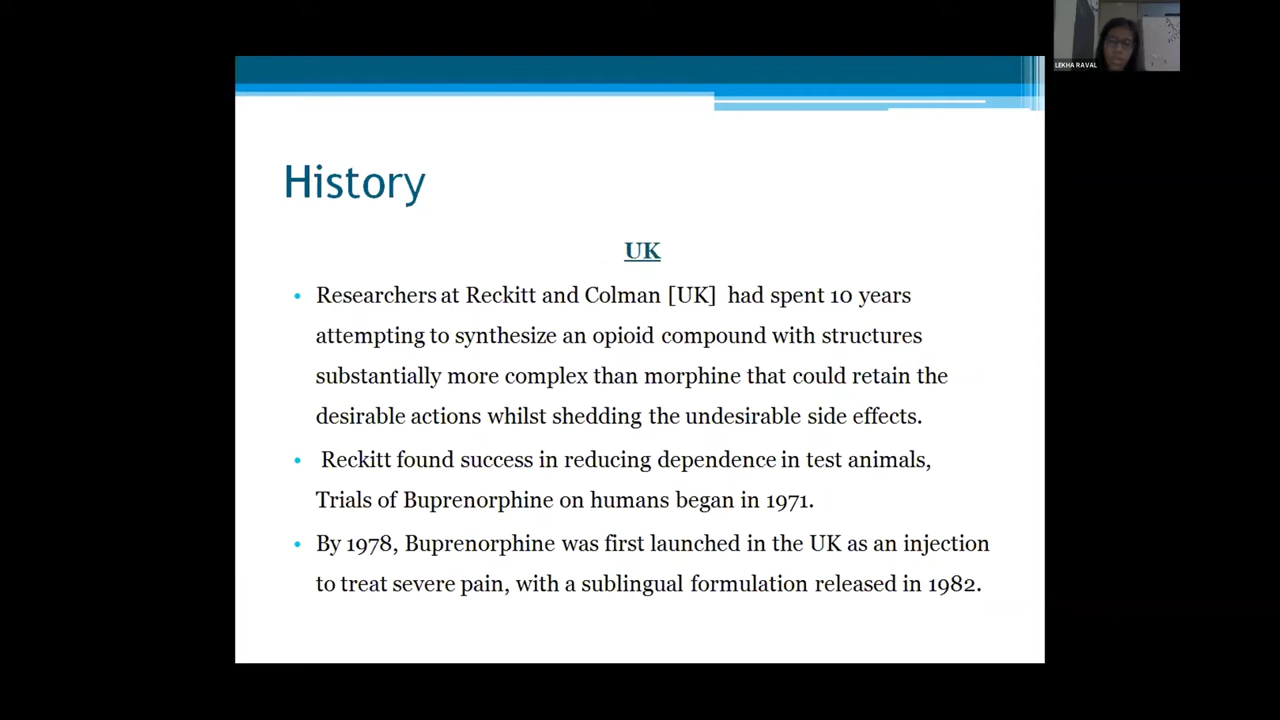 LEKHA RAVAL
History
UK
• Researchers at Reckitt and Colman [UK]  had spent 10 years
attempting to synthesize an opioid compound with structures
substantially more complex than morphine that could retain the
desirable actions whilst shedding the undesirable side effects.
• Reckitt found success in reducing dependence in test animals,
Trials of Buprenorphine on humans began in 1971.
• By 1978, Buprenorphine was first launched in the UK as an injection
to treat severe pain, with a sublingual formulation released in 1982.